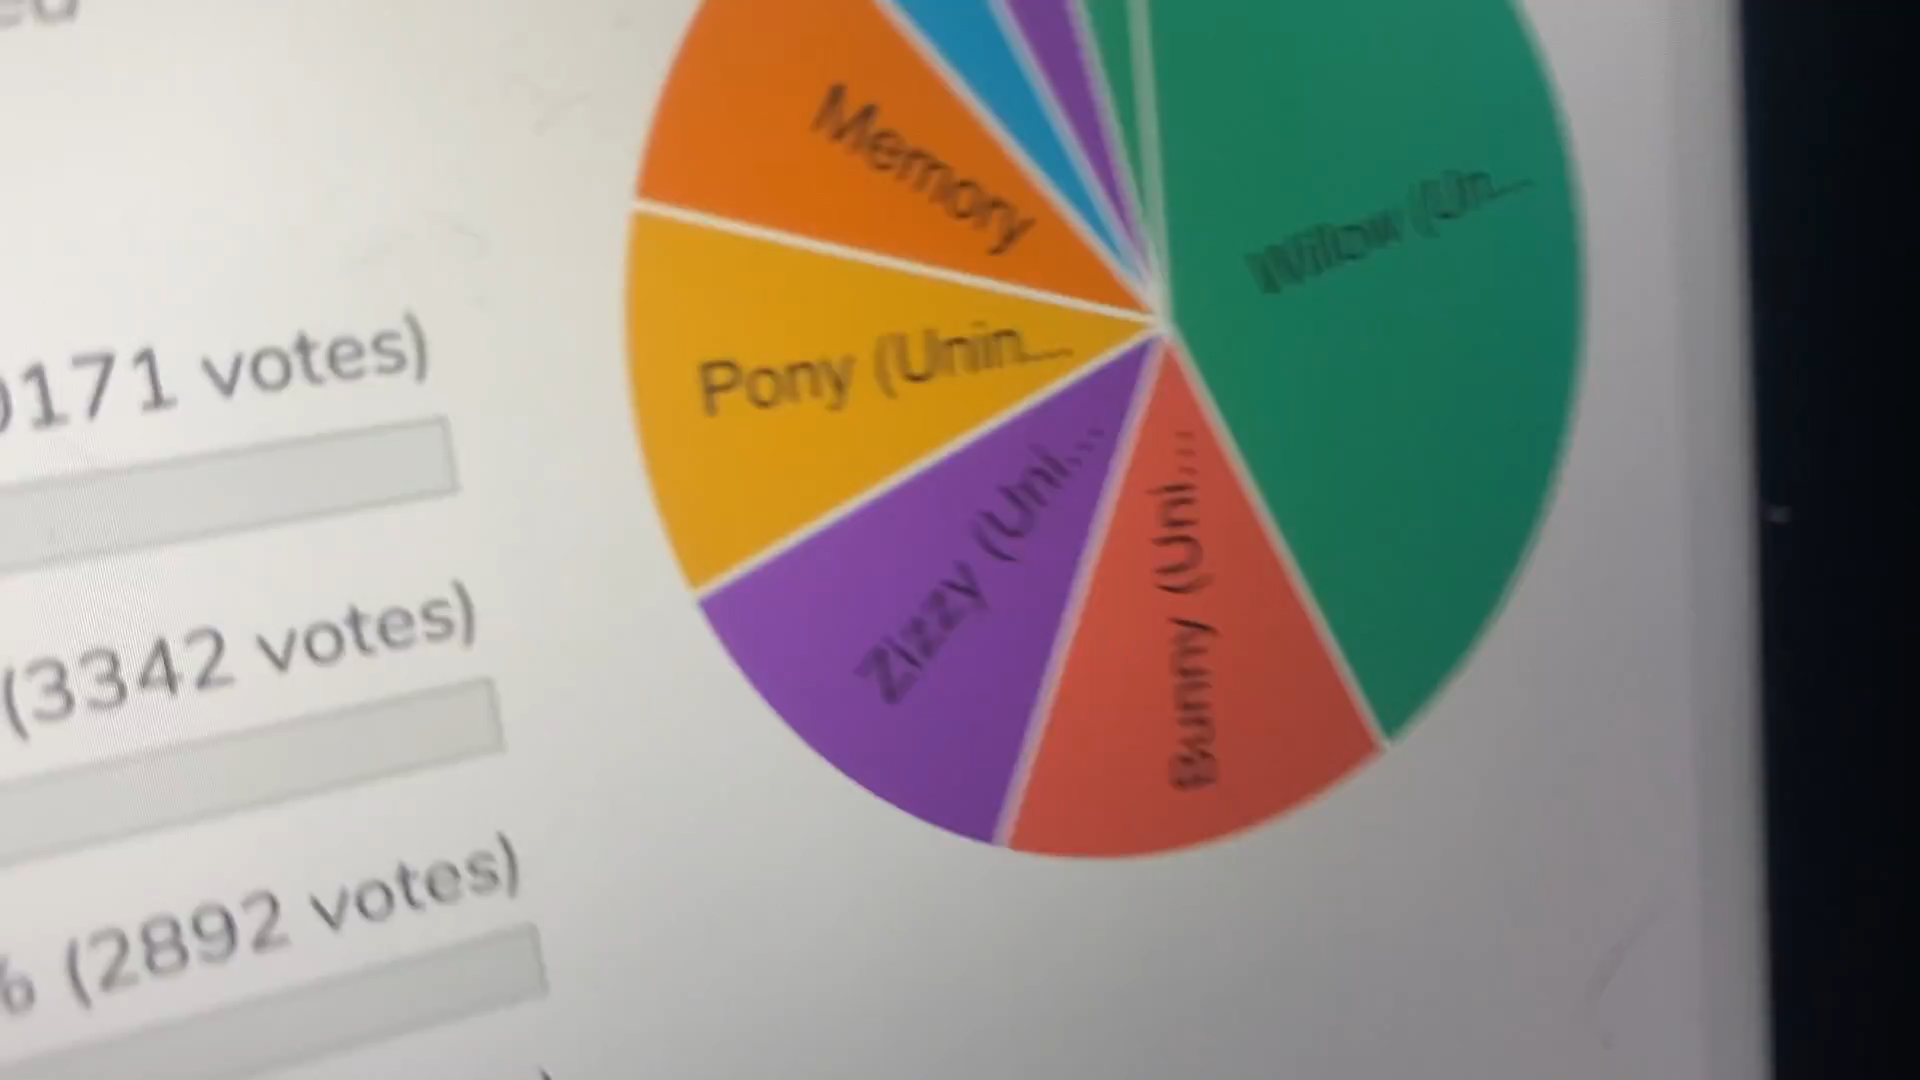 171 votes)
(3342 votes)
% (2892 votes)
Memory
Pony (Unin...
Zizzy (Uni...
Bunny (Uni...
Willow (Un...